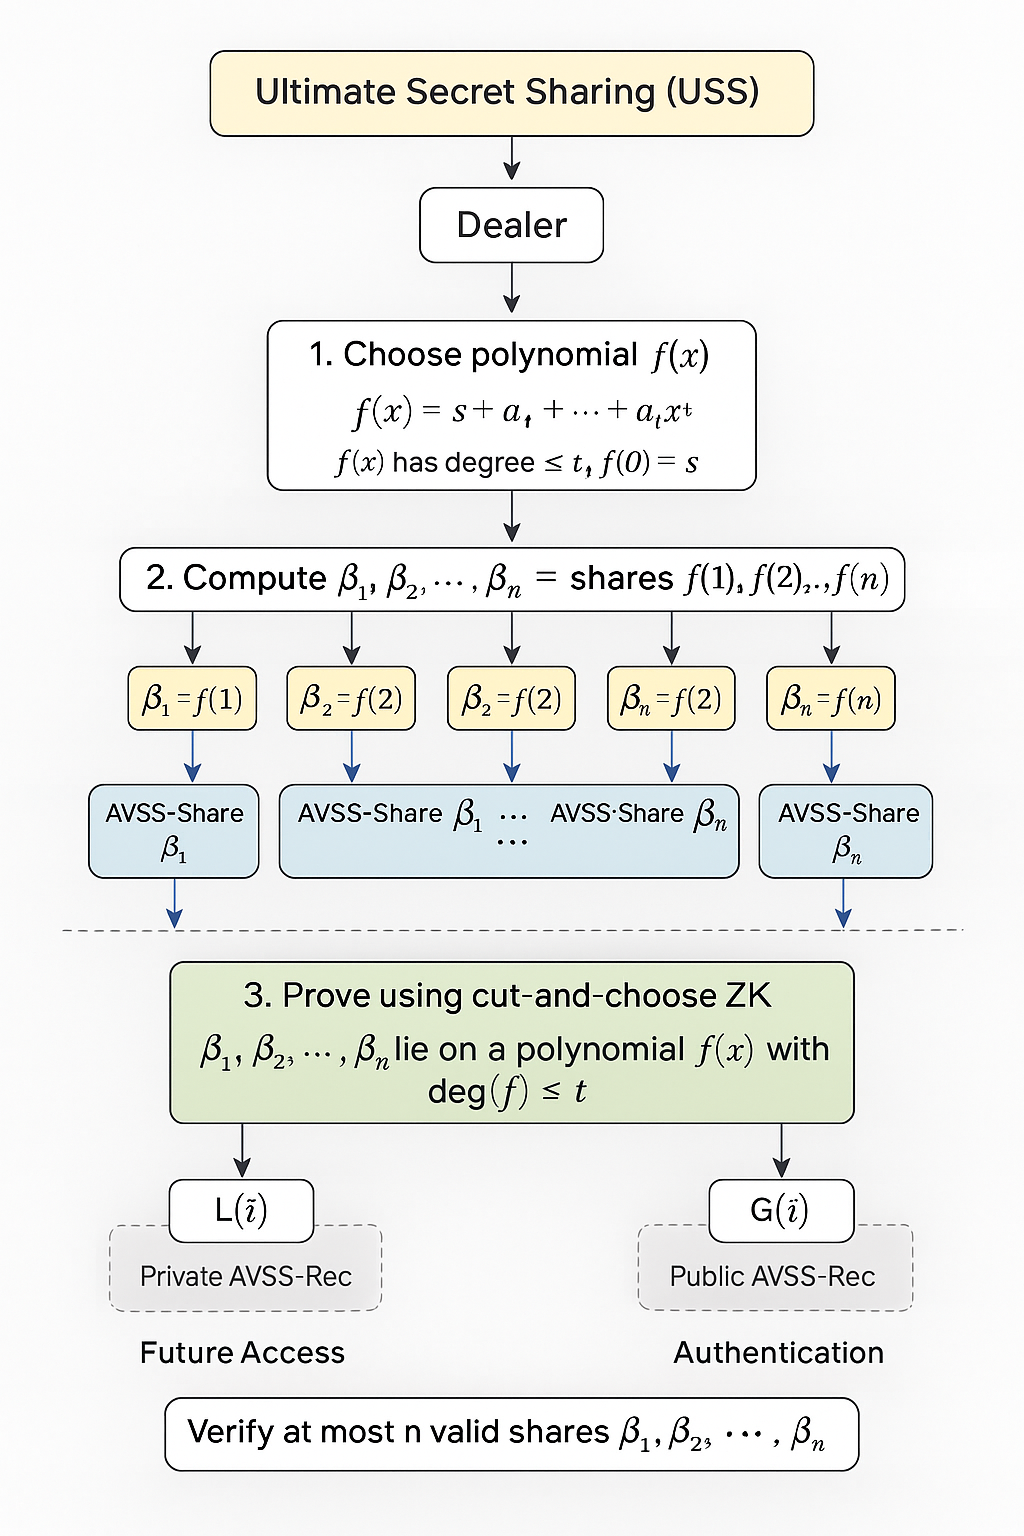 Ultimate Secret Sharing (USS)
Dealer
1. Choose polynomial f(x)
f(x) = s + aₜ + ··· + aₜxᵗ
f(x) has degree ≤ t, f(0) = s
2. Compute β₁, β₂, ···, βₙ = shares f(1), f(2),.., f(n)
β₁=f(1)
β₂=f(2)
β₂=f(2)
βₙ=f(2)
βₙ=f(n)
AVSS-Share
β₁
AVSS-Share β₁ ··· AVSS·Share βₙ
···
AVSS-Share
βₙ
3. Prove using cut-and-choose ZK
β₁, β₂, ···, βₙ lie on a polynomial f(x) with
deg(f) ≤ t
L(ĩ)
Private AVSS-Rec
Future Access
G(ï)
Public AVSS-Rec
Authentication
Verify at most n valid shares β₁, β₂, ···, βₙ